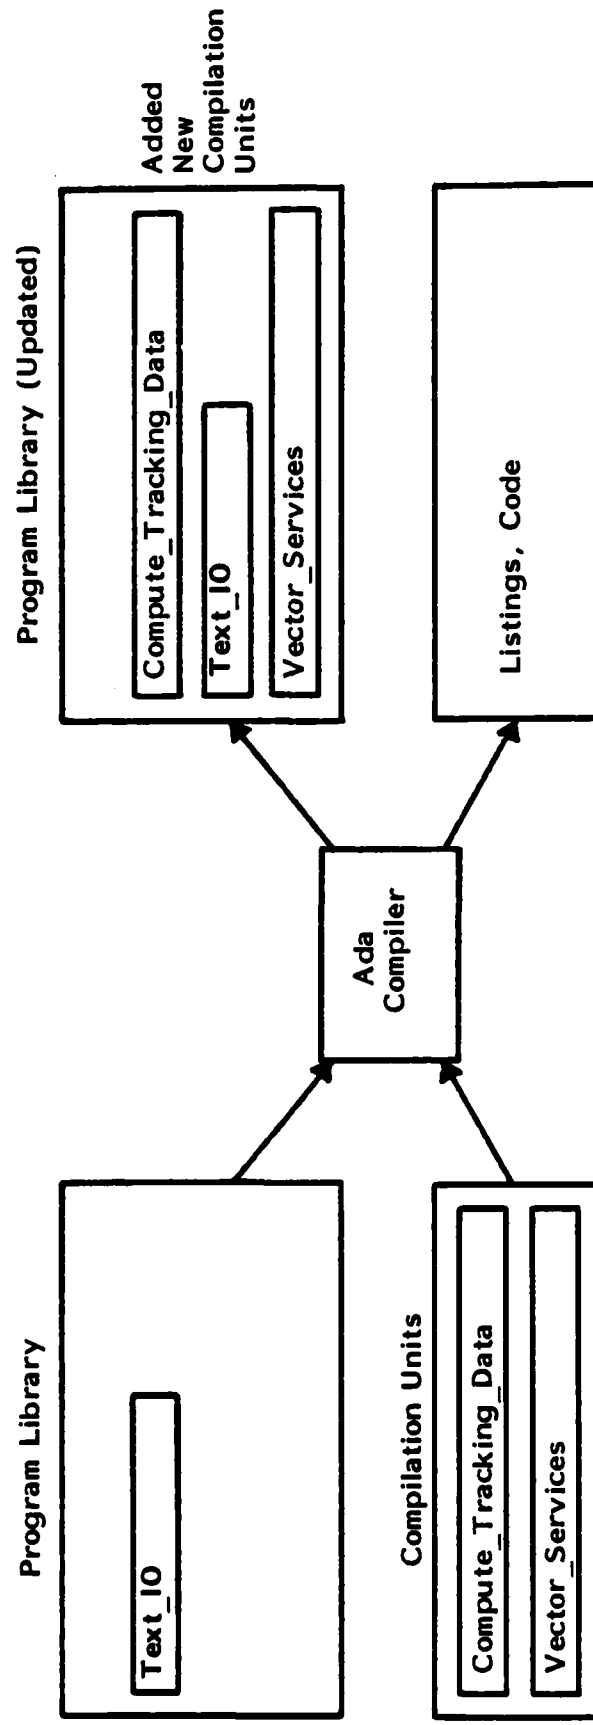 Program Library
Text_IO
Compilation Units
Compute_Tracking_Data
Vector_Services
Ada
Compiler
Program Library (Updated)
Compute_Tracking_Data
Text_IO
Vector_Services
Added
New
Compilation
Units
Listings, Code